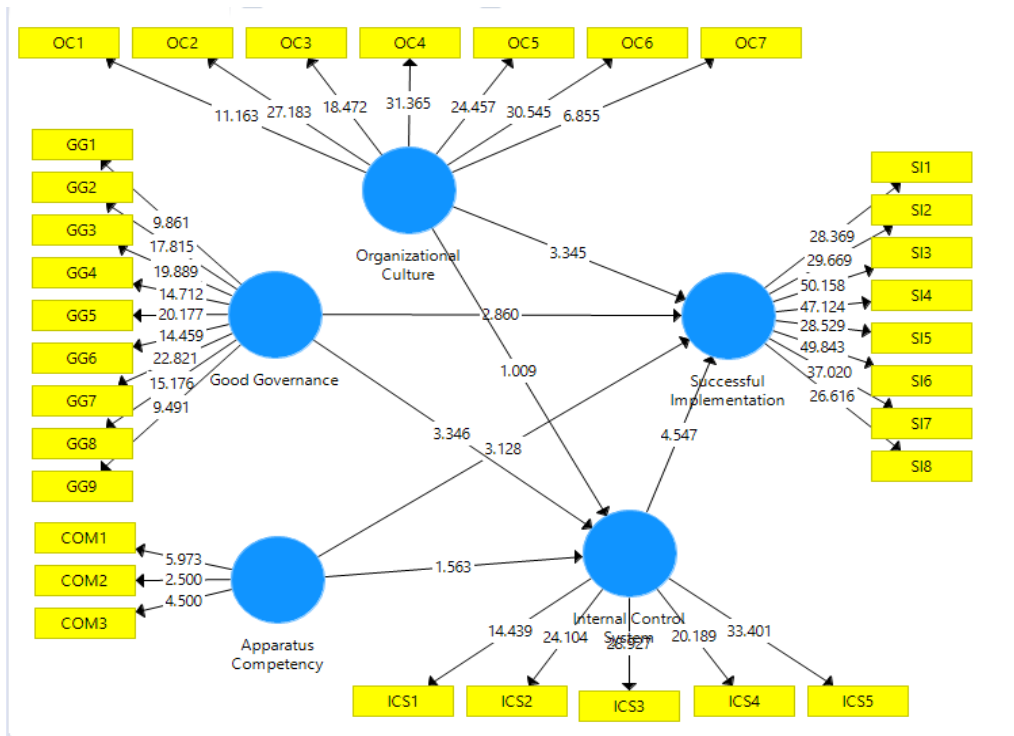 OC1 OC2 OC3 OC4 OC5 OC6 OC7
11.163 27.183 18.472 31.365 24.457 30.545 6.855
GG1
GG2
GG3
GG4
GG5
GG6
GG7
GG8
GG9
9.861
17.815
19.889
14.712
20.177
14.459
22.821
15.176
9.491
Organizational
Culture
Good Governance
3.345
2.860
1.009
3.346
3.128
4.547
1.563
Successful
Implementation
28.369
29.669
50.158
47.124
28.529
49.843
37.020
26.616
SI1
SI2
SI3
SI4
SI5
SI6
SI7
SI8
COM1
COM2
COM3
5.973
2.500
4.500
Apparatus
Competency
Internal Control
System
14.439 24.104 20.189 33.401
ICS1 ICS2 ICS3 ICS4 ICS5